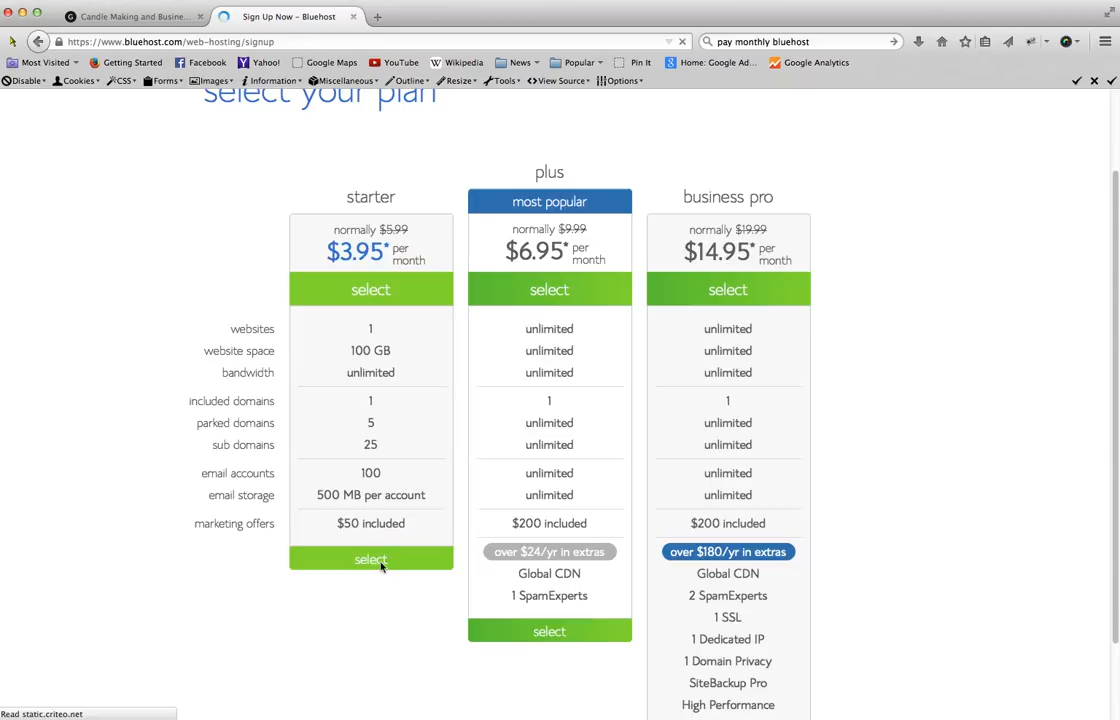 Candle Making and Busine...
Sign Up Now – Bluehost
https://www.bluehost.com/web-hosting/signup
pay monthly bluehost
Most Visited
Getting Started
Facebook
Yahoo!
Google Maps
YouTube
Wikipedia
News
Popular
Pin It
Home: Google Ad...
Google Analytics
Disable
Cookies
CSS
Forms
Images
Information
Miscellaneous
Outline
Resize
Tools
View Source
Options
select your plan
starter
plus
business pro
most popular
normally $5.99
$3.95* per month
normally $9.99
$6.95* per month
normally $19.99
$14.95* per month
select
select
select
websites 1 unlimited unlimited
website space 100 GB unlimited unlimited
bandwidth unlimited unlimited unlimited
included domains 1 1 1
parked domains 5 unlimited unlimited
sub domains 25 unlimited unlimited
email accounts 100 unlimited unlimited
email storage 500 MB per account unlimited unlimited
marketing offers $50 included $200 included $200 included
select
over $24/yr in extras
Global CDN
1 SpamExperts
select
over $180/yr in extras
Global CDN
2 SpamExperts
1 SSL
1 Dedicated IP
1 Domain Privacy
SiteBackup Pro
High Performance
Read static.criteo.net